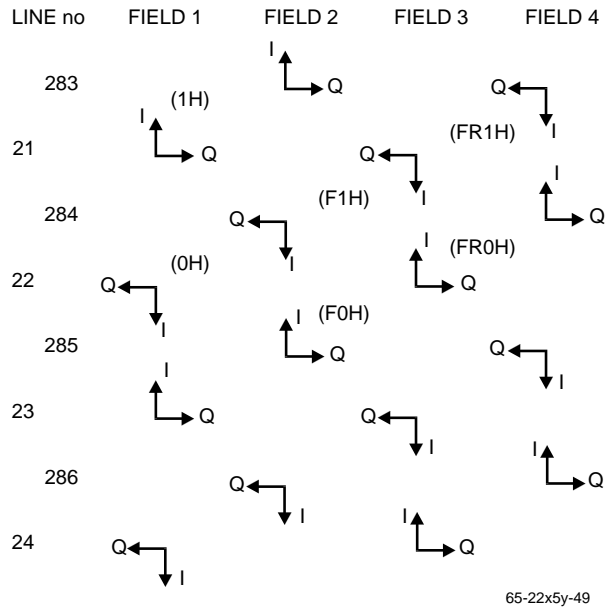 LINE no FIELD 1 FIELD 2 FIELD 3 FIELD 4
I
283 Q Q
(1H)
I (FR1H) I
21 Q Q
I
(F1H) I
284 Q Q
I (FR0H)
(0H) I
22 Q Q
I (F0H)
I
285 Q Q
I I
23 Q Q
I I
286 Q Q
I I
24 Q Q
I
65-22x5y-49